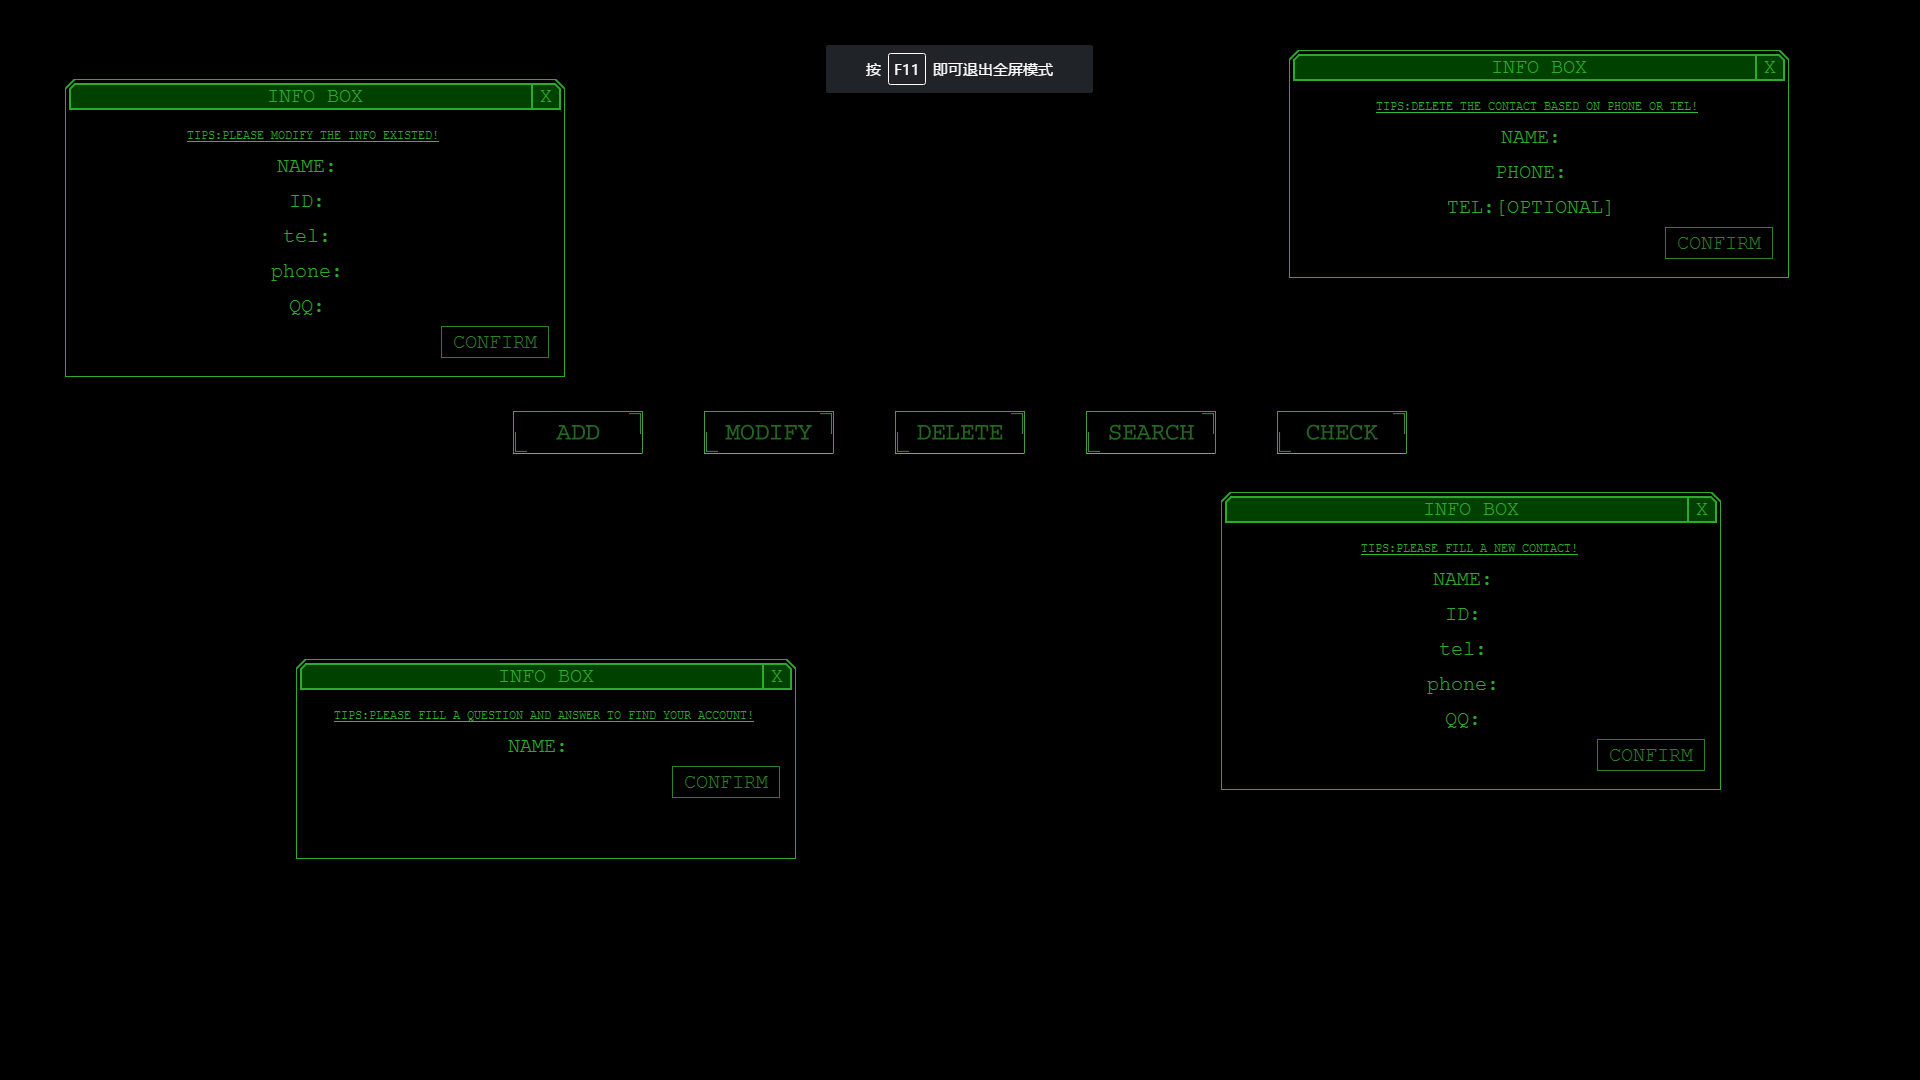 按 F11 即可退出全屏模式
INFO BOX X
TIPS:PLEASE MODIFY THE INFO EXISTED!
NAME:
ID:
tel:
phone:
QQ:
CONFIRM
INFO BOX X
TIPS:DELETE THE CONTACT BASED ON PHONE OR TEL!
NAME:
PHONE:
TEL:[OPTIONAL]
CONFIRM
ADD MODIFY DELETE SEARCH CHECK
INFO BOX X
TIPS:PLEASE FILL A NEW CONTACT!
NAME:
ID:
tel:
phone:
QQ:
CONFIRM
INFO BOX X
TIPS:PLEASE FILL A QUESTION AND ANSWER TO FIND YOUR ACCOUNT!
NAME:
CONFIRM